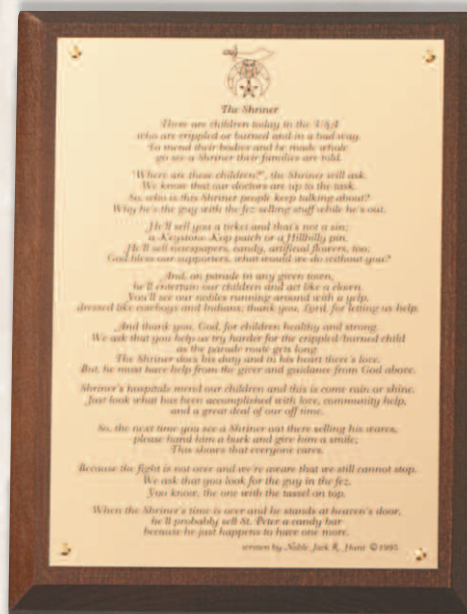 The Shriner
There are children today in the USA
who are crippled or burned and in a bad way.
To mend their bodies and be made whole
go see a Shriner their families are told.
"Where are these children?", the Shriner will ask.
We know that our doctors are up to the task.
So, who is this Shriner people keep talking about?
Why he's the guy with the fez selling stuff while he's out.
He'll sell you a ticket and that's not a sin;
a Keystone Kop patch or a Hillbilly pin.
He'll sell newspapers, candy, artificial flowers, too;
God bless our supporters, what would we do without you?
And, on parade in any given town,
he'll entertain our children and act like a clown.
You'll see our nobles running around with a yelp,
dressed like cowboys and Indians; thank you, Lord, for letting us help.
And thank you, God, for children healthy and strong.
We ask that you help us try harder for the crippled/burned child
as the parade route gets long.
The Shriner does his duty and in his heart there's love.
But, he must have help from the giver and guidance from God above.
Shriner's hospitals mend our children and this is come rain or shine.
Just look what has been accomplished with love, community help,
and a great deal of our off time.
So, the next time you see a Shriner out there selling his wares,
please hand him a buck and give him a smile;
This shows that everyone cares.
Because the fight is not over and we're aware that we still cannot stop.
We ask that you look for the guy in the fez.
You know, the one with the tassel on top.
When the Shriner's time is over and he stands at heaven's door,
he'll probably sell St. Peter a candy bar
because he just happens to have one more.
written by Noble Jack R. Hunt © 1995